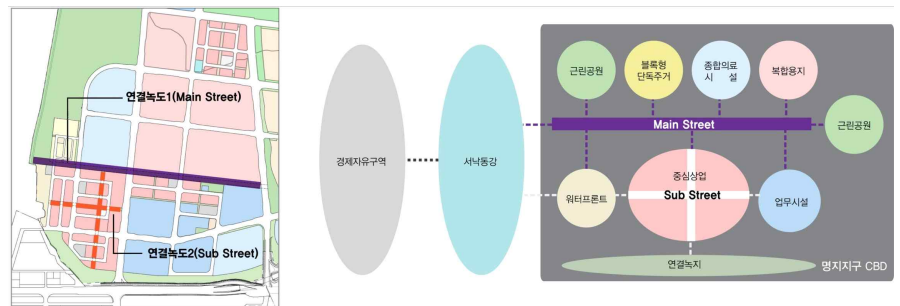 연결녹도1(Main Street)
연결녹도2(Sub Street)
경제자유구역
서낙동강
근린공원
블록형
단독주거
종합의료
시 설
복합용지
Main Street
근린공원
워터프론트
중심상업
Sub Street
업무시설
연결녹지
명지지구 CBD